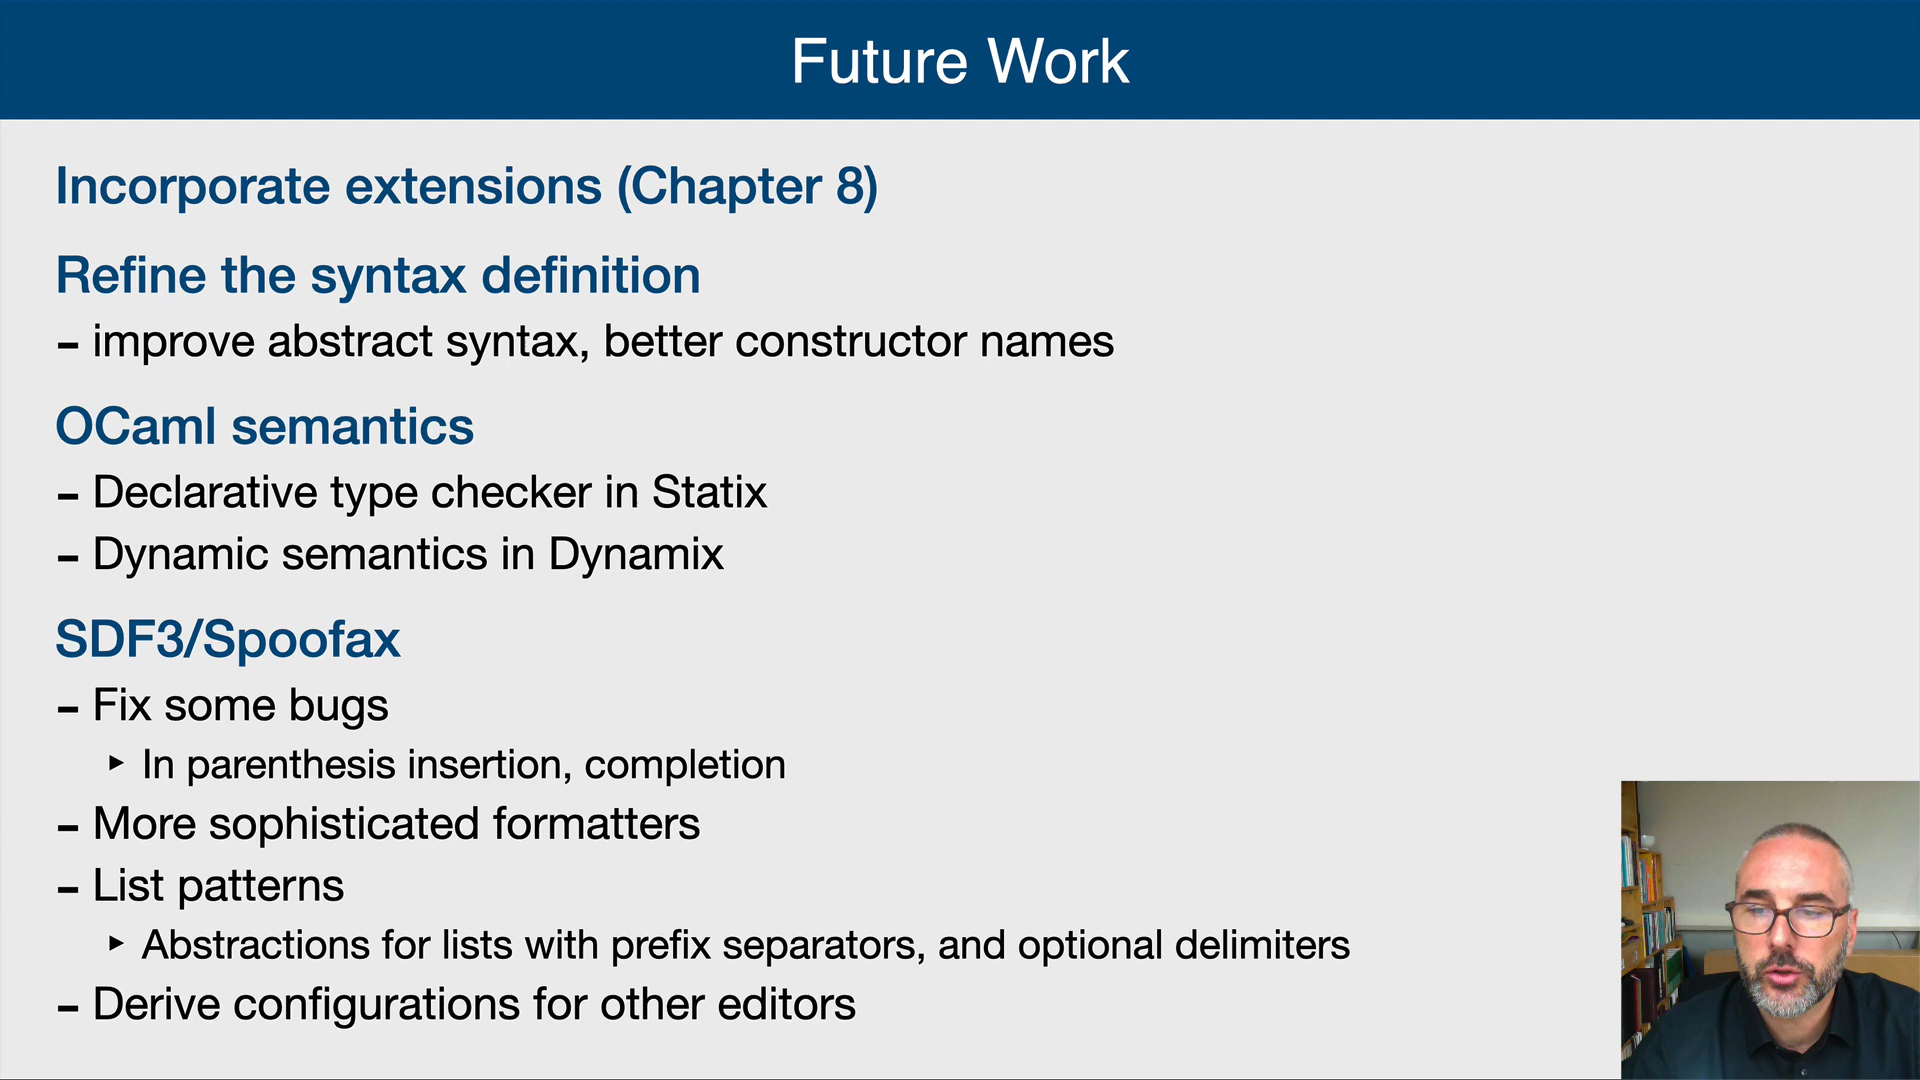 Future Work
Incorporate extensions (Chapter 8)
Refine the syntax definition
- improve abstract syntax, better constructor names
OCaml semantics
- Declarative type checker in Statix
- Dynamic semantics in Dynamix
SDF3/Spoofax
- Fix some bugs
‣ In parenthesis insertion, completion
- More sophisticated formatters
- List patterns
‣ Abstractions for lists with prefix separators, and optional delimiters
- Derive configurations for other editors